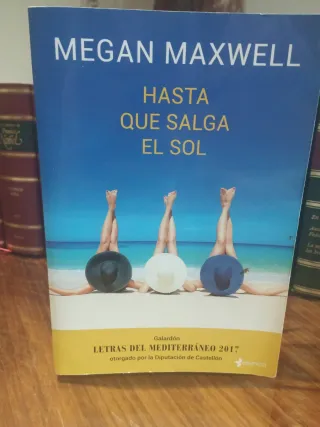 MEGAN MAXWELL
HASTA
QUE SALGA
EL SOL
Galardón
LETRAS DEL MEDITERRÁNEO 2017
otorgado por la Diputación de Castellón